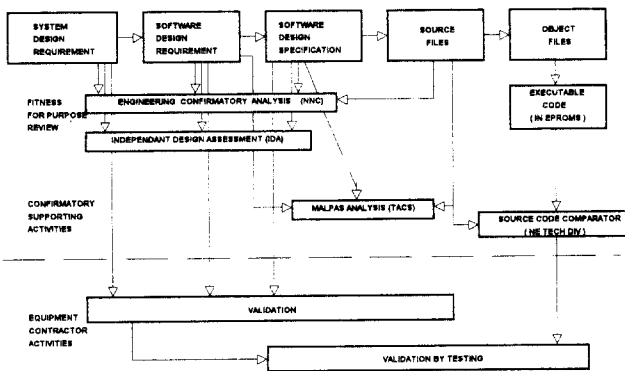 SYSTEM
DESIGN
REQUIREMENT
SOFTWARE
DESIGN
REQUIREMENT
SOFTWARE
DESIGN
SPECIFICATION
SOURCE
FILES
OBJECT
FILES
FITNESS
FOR PURPOSE
REVIEW
ENGINEERING CONFIRMATORY ANALYSIS (NNC)
EXECUTABLE
CODE
(IN EPROMS)
INDEPENDANT DESIGN ASSESSMENT (IDA)
CONFIRMATORY
SUPPORTING
ACTIVITIES
MALPAS ANALYSIS (TACS)
SOURCE CODE COMPARATOR
(NE TECH DIV)
EQUIPMENT
CONTRACTOR
ACTIVITIES
VALIDATION
VALIDATION BY TESTING